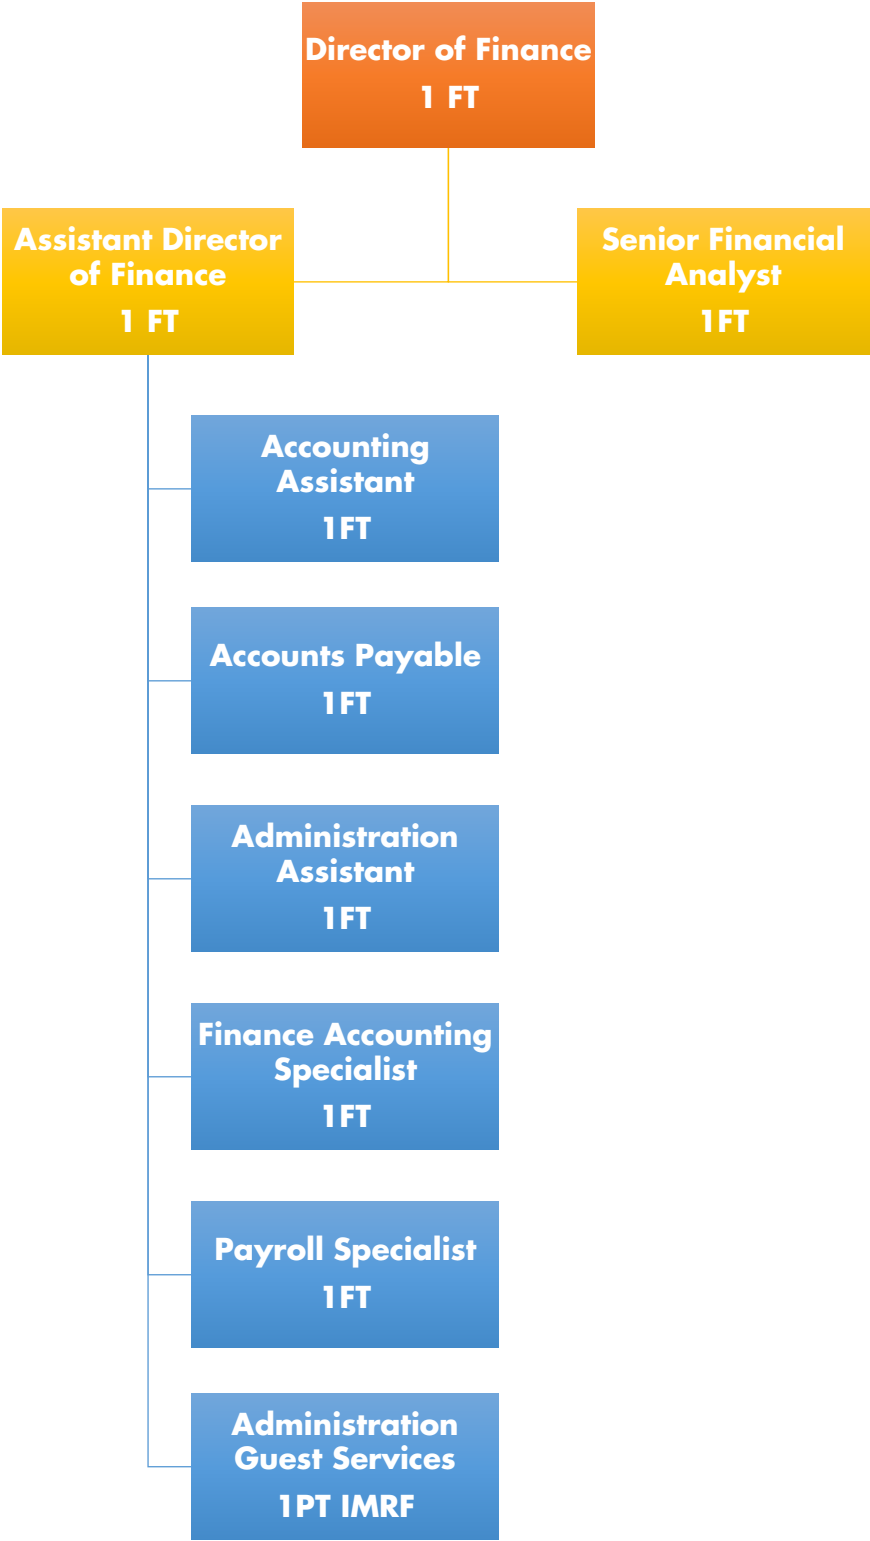 Director of Finance
1 FT
Assistant Director
of Finance
1 FT
Senior Financial
Analyst
1FT
Accounting
Assistant
1FT
Accounts Payable
1FT
Administration
Assistant
1FT
Finance Accounting
Specialist
1FT
Payroll Specialist
1FT
Administration
Guest Services
1PT IMRF